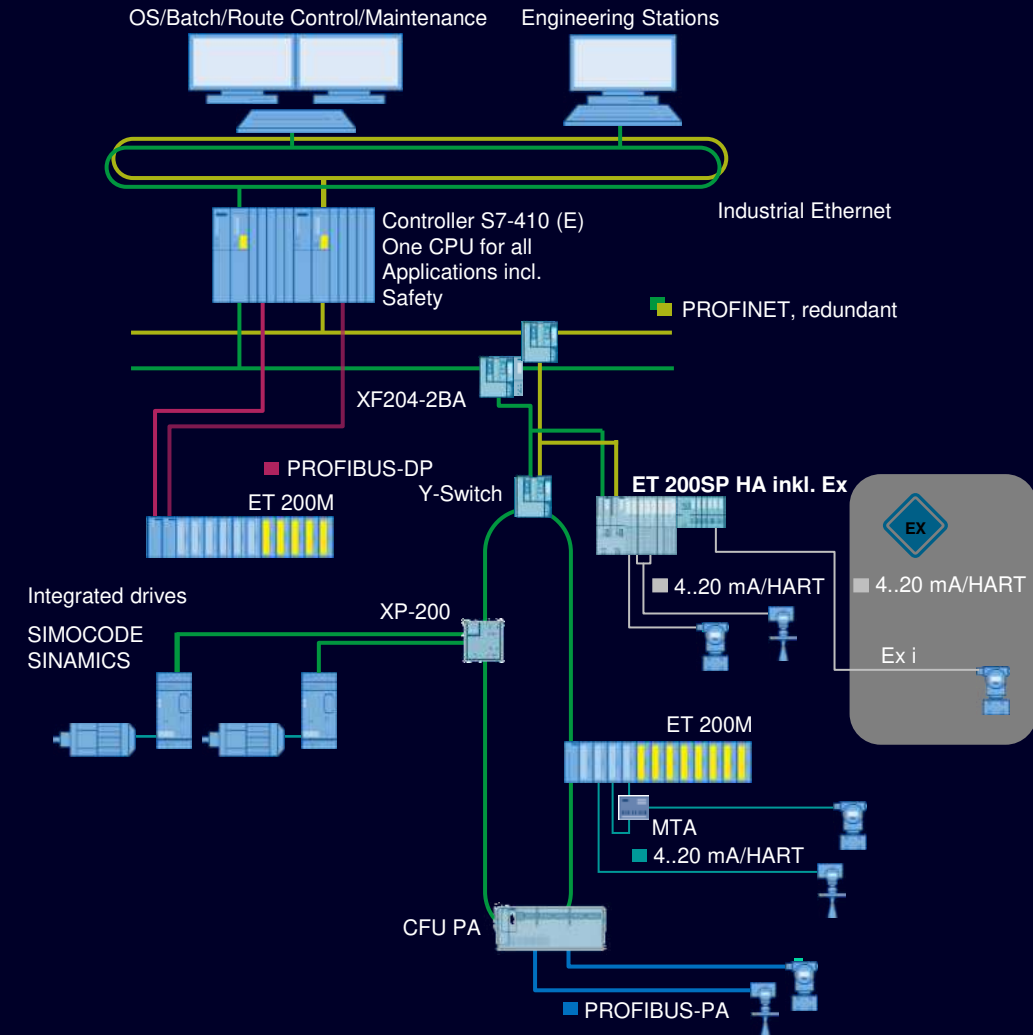 OS/Batch/Route Control/Maintenance
Engineering Stations
Industrial Ethernet
Controller S7-410 (E)
One CPU for all
Applications incl.
Safety
PROFINET, redundant
XF204-2BA
PROFIBUS-DP
Y-Switch
ET 200M
ET 200SP HA inkl. Ex
EX
4..20 mA/HART
4..20 mA/HART
Integrated drives
XP-200
SIMOCODE
SINAMICS
Ex i
ET 200M
MTA
4..20 mA/HART
CFU PA
PROFIBUS-PA